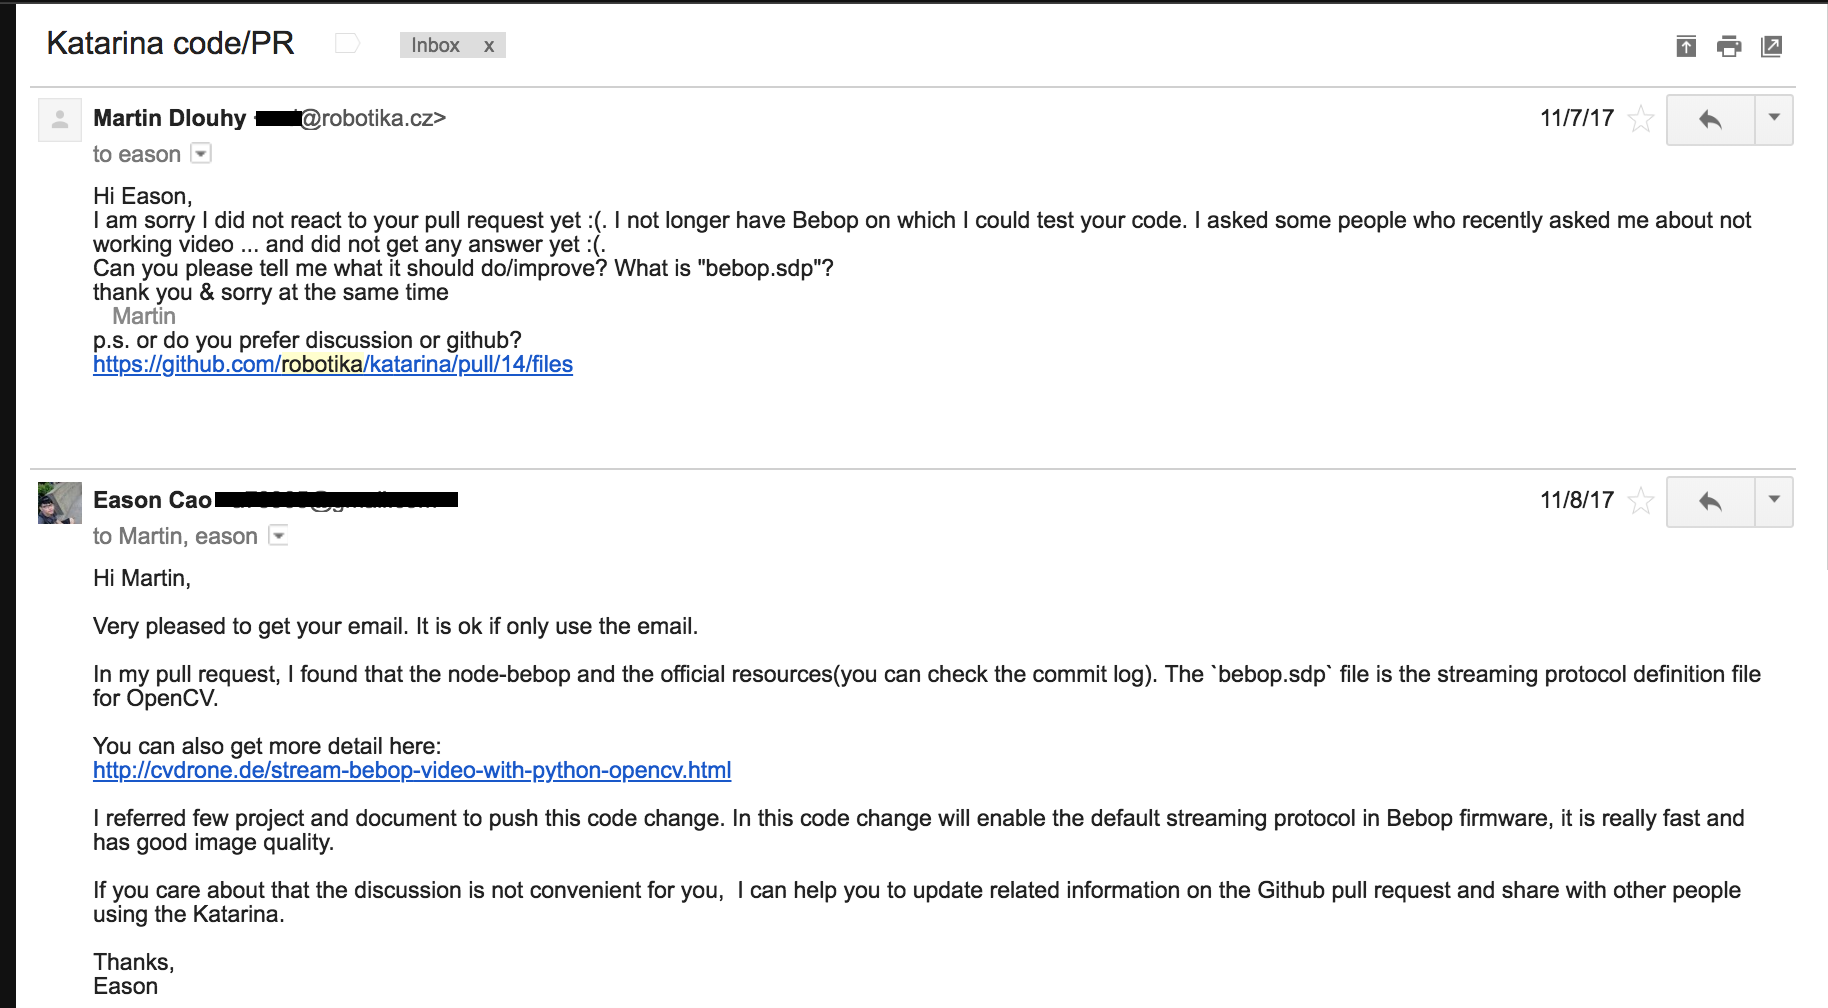 Katarina code/PR
Inbox x
Martin Dlouhy @robotika.cz>
11/7/17
to eason
Hi Eason,
I am sorry I did not react to your pull request yet :(. I not longer have Bebop on which I could test your code. I asked some people who recently asked me about not
working video ... and did not get any answer yet :(.
Can you please tell me what it should do/improve? What is "bebop.sdp"?
thank you & sorry at the same time
Martin
p.s. or do you prefer discussion or github?
https://github.com/robotika/katarina/pull/14/files
Eason Cao
11/8/17
to Martin, eason
Hi Martin,
Very pleased to get your email. It is ok if only use the email.
In my pull request, I found that the node-bebop and the official resources(you can check the commit log). The `bebop.sdp` file is the streaming protocol definition file
for OpenCV.
You can also get more detail here:
http://cvdrone.de/stream-bebop-video-with-python-opencv.html
I referred few project and document to push this code change. In this code change will enable the default streaming protocol in Bebop firmware, it is really fast and
has good image quality.
If you care about that the discussion is not convenient for you,  I can help you to update related information on the Github pull request and share with other people
using the Katarina.
Thanks,
Eason